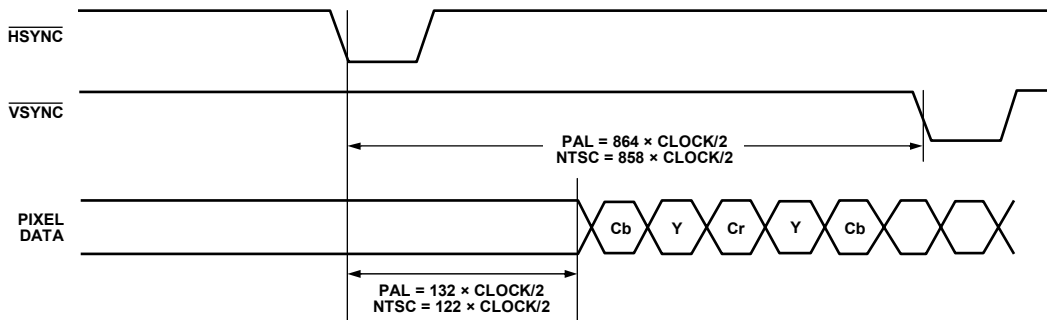 HSYNC
VSYNC
PAL = 864 × CLOCK/2
NTSC = 858 × CLOCK/2
PIXEL
DATA
Cb
Y
Cr
Y
Cb
PAL = 132 × CLOCK/2
NTSC = 122 × CLOCK/2